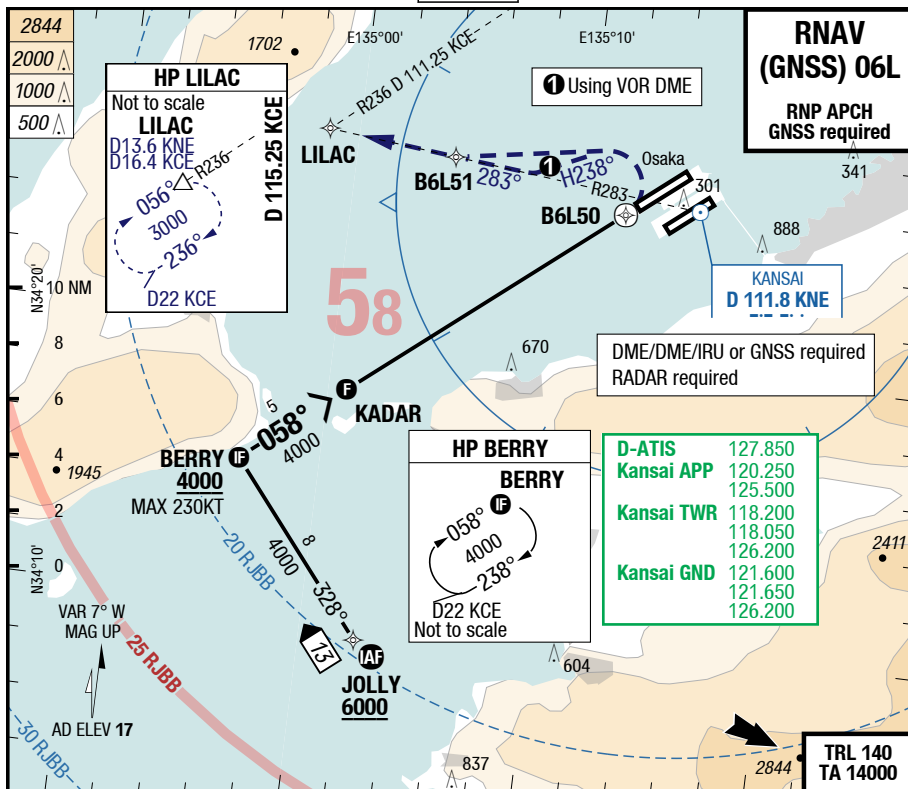 2844
2000
1000
500
1702
E135°00'
E135°10'
RNAV
(GNSS) 06L
RNP APCH
GNSS required
341
HP LILAC
Not to scale
LILAC
D13.6 KNE
D16.4 KCE
R236
056°
3000
236°
D22 KCE
D 115.25 KCE
R236 D 111.25 KCE
1 Using VOR DME
LILAC
B6L51
283°
1
H238°
R283
Osaka
301
B6L50
888
KANSAI
D 111.8 KNE
N34°20'
10 NM
8
6
4
2
0
58
670
DME/DME/IRU or GNSS required
RADAR required
F
KADAR
5
058°
4000
IF
BERRY
4000
MAX 230KT
1945
HP BERRY
BERRY
IF
058°
4000
238°
D22 KCE
Not to scale
D-ATIS 127.850
Kansai APP 120.250
125.500
Kansai TWR 118.200
118.050
126.200
Kansai GND 121.600
121.650
126.200
2411
N34°10'
8
4000
328°
20 RJBB
13
IAF
JOLLY
6000
VAR 7° W
MAG UP
25 RJBB
AD ELEV 17
30 RJBB
604
837
2844
TRL 140
TA 14000